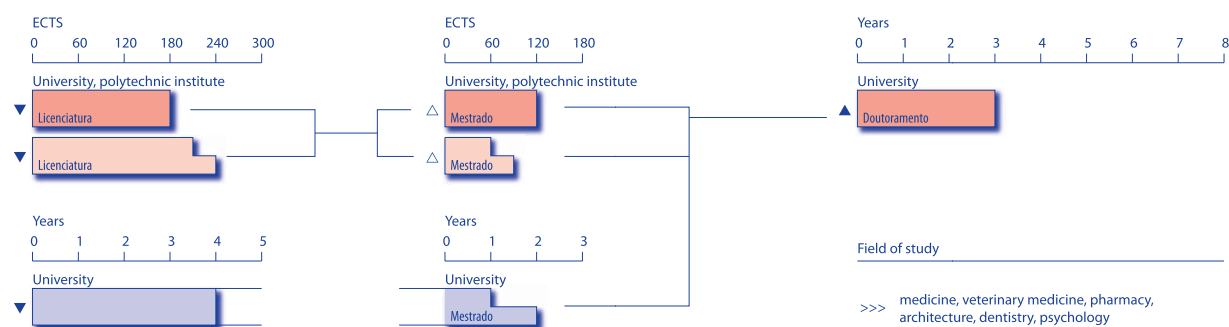 ECTS
0 60 120 180 240 300
University, polytechnic institute
Licenciatura
Licenciatura
Years
0 1 2 3 4 5
University
ECTS
0 60 120 180
University, polytechnic institute
Mestrado
Mestrado
Years
0 1 2 3
University
Mestrado
Years
0 1 2 3 4 5 6 7 8
University
Doutoramento
Field of study
>>> medicine, veterinary medicine, pharmacy,
architecture, dentistry, psychology